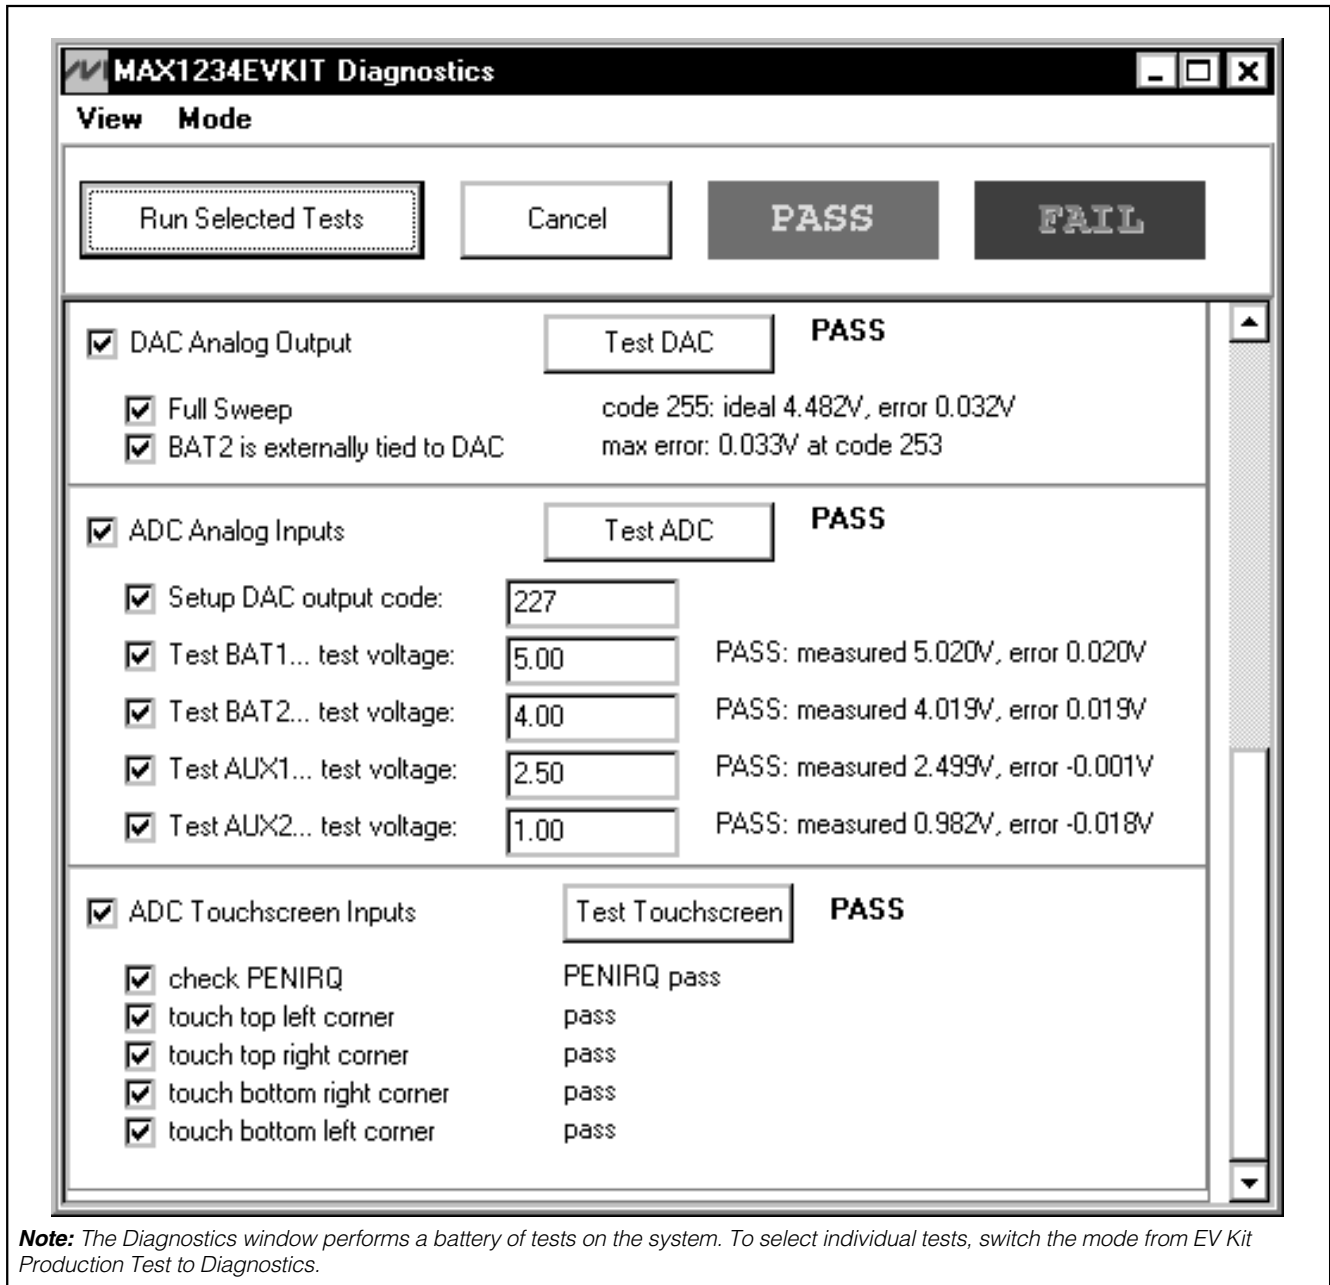 MAX1234EVKIT Diagnostics
View Mode
Run Selected Tests Cancel PASS FAIL
DAC Analog Output Test DAC PASS
Full Sweep code 255: ideal 4.482V, error 0.032V
BAT2 is externally tied to DAC max error: 0.033V at code 253
ADC Analog Inputs Test ADC PASS
Setup DAC output code: 227
Test BAT1... test voltage: 5.00 PASS: measured 5.020V, error 0.020V
Test BAT2... test voltage: 4.00 PASS: measured 4.019V, error 0.019V
Test AUX1... test voltage: 2.50 PASS: measured 2.499V, error -0.001V
Test AUX2... test voltage: 1.00 PASS: measured 0.982V, error -0.018V
ADC Touchscreen Inputs Test Touchscreen PASS
check PENIRQ PENIRQ pass
touch top left corner pass
touch top right corner pass
touch bottom right corner pass
touch bottom left corner pass
Note: The Diagnostics window performs a battery of tests on the system. To select individual tests, switch the mode from EV Kit
Production Test to Diagnostics.